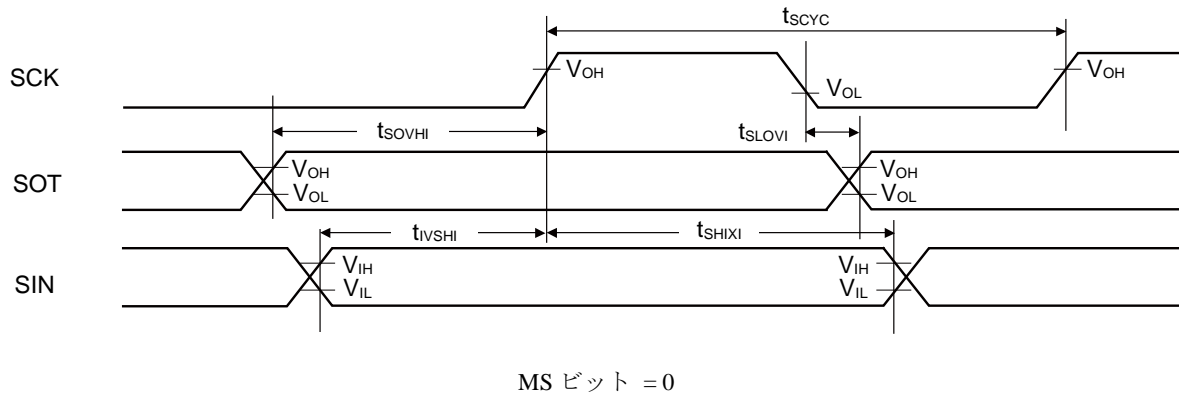 tSCYC
SCK
VOH
VOL
VOH
tSOVHI
tSLOVI
SOT
VOH
VOL
VOH
VOL
tIVSHI
tSHIXI
SIN
VIH
VIL
VIH
VIL
MS ビット = 0